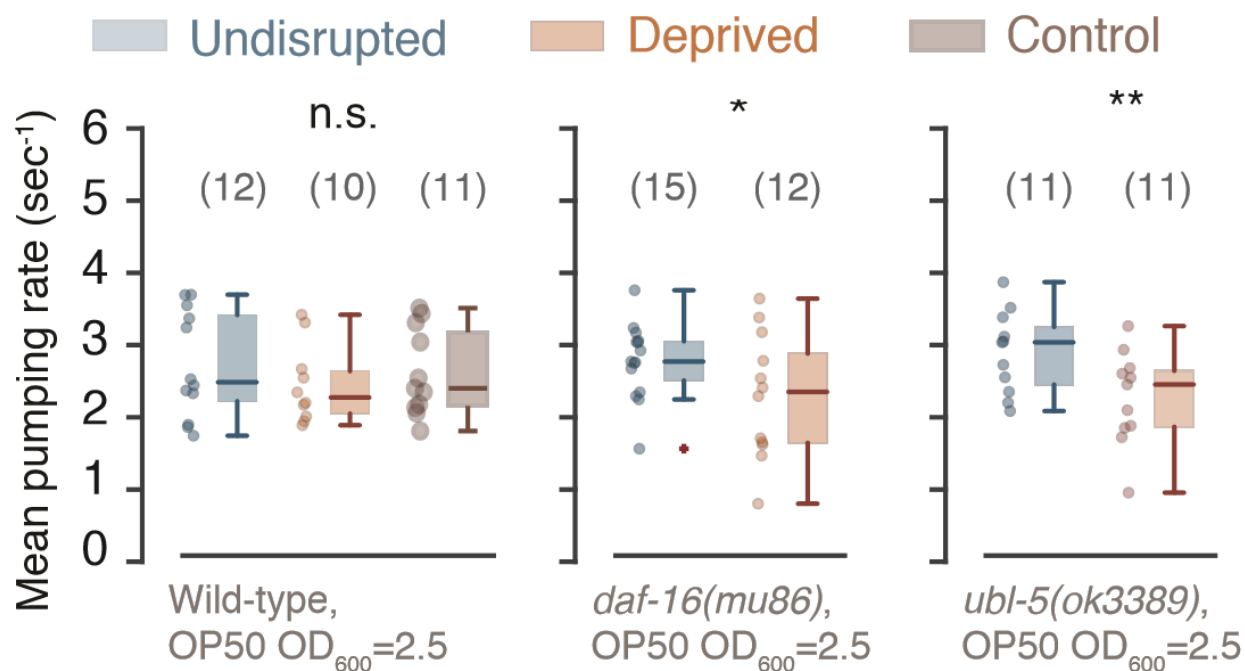 Undisrupted Deprived Control
n.s. * **
Mean pumping rate (sec⁻¹)
6
5
4
3
2
1
0
(12) (10) (11) (15) (12) (11) (11)
Wild-type, daf-16(mu86), ubl-5(ok3389),
OP50 OD₆₀₀=2.5 OP50 OD₆₀₀=2.5 OP50 OD₆₀₀=2.5